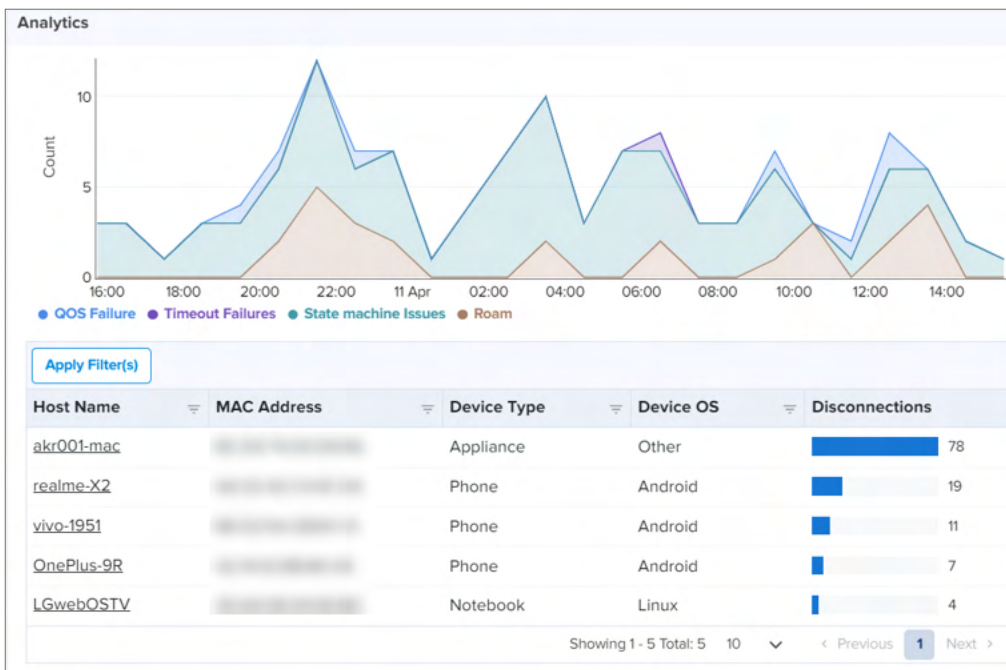 Analytics
10
Count
5
0
16:00 18:00 20:00 22:00 11 Apr 02:00 04:00 06:00 08:00 10:00 12:00 14:00
QOS Failure Timeout Failures State machine Issues Roam
Apply Filter(s)
Host Name MAC Address Device Type Device OS Disconnections
akr001-mac Appliance Other 78
realme-X2 Phone Android 19
vivo-1951 Phone Android 11
OnePlus-9R Phone Android 7
LGwebOSTV Notebook Linux 4
Showing 1 - 5 Total: 5 10 < Previous 1 Next >